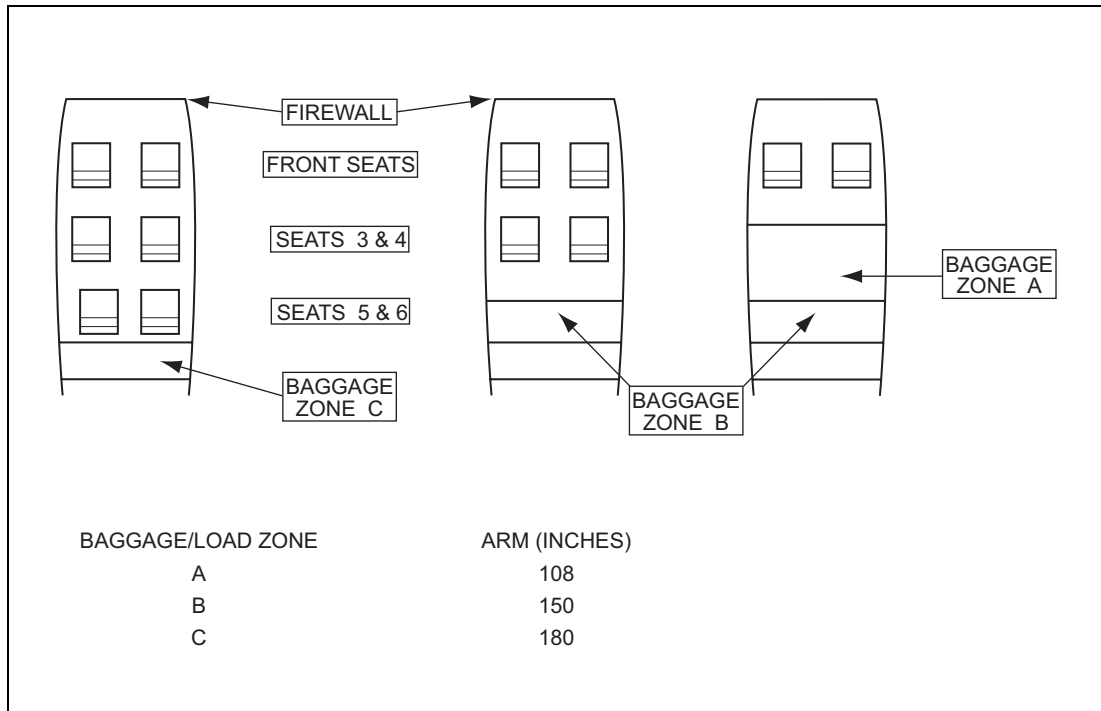 FIREWALL
FRONT SEATS
SEATS 3 & 4
SEATS 5 & 6
BAGGAGE
ZONE A
BAGGAGE
ZONE C
BAGGAGE
ZONE B
BAGGAGE/LOAD ZONE ARM (INCHES)
A 108
B 150
C 180